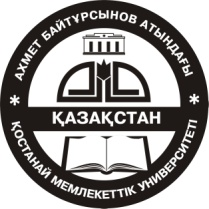 АХМЕТ БАЙТҰРСЫНОВ АТЫНДАҒЫ
ҚАЗАҚСТАН
ҚОСТАНАЙ МЕМЛЕКЕТТІК УНИВЕРСИТЕТІ